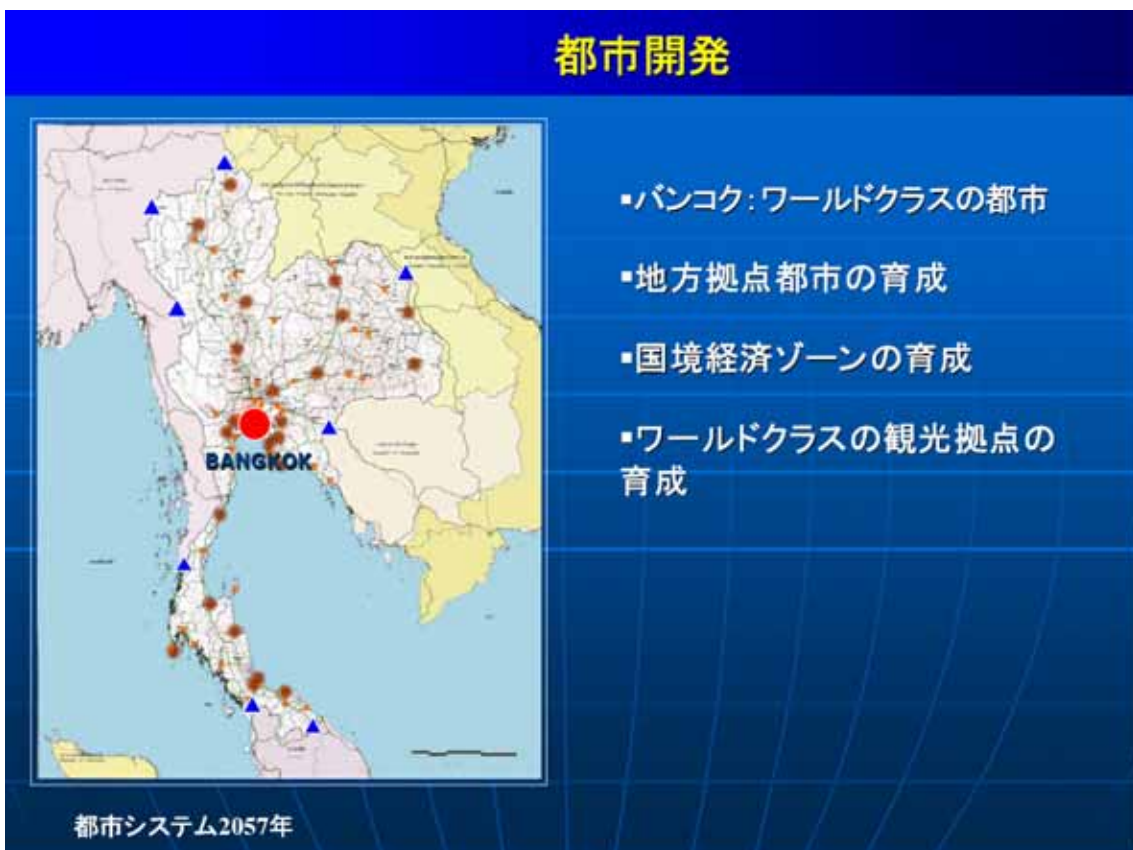 都市開発
BANGKOK
▪バンコク：ワールドクラスの都市
▪地方拠点都市の育成
▪国境経済ゾーンの育成
▪ワールドクラスの観光拠点の
育成
都市システム2057年